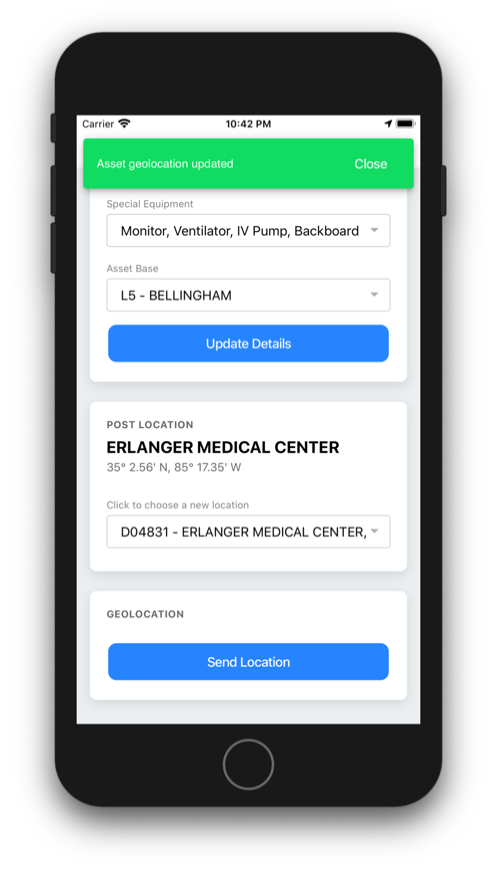 Carrier 10:42 PM
Asset geolocation updated Close
Special Equipment
Monitor, Ventilator, IV Pump, Backboard
Asset Base
L5 - BELLINGHAM
Update Details
POST LOCATION
ERLANGER MEDICAL CENTER
35° 2.56' N, 85° 17.35' W
Click to choose a new location
D04831 - ERLANGER MEDICAL CENTER,
GEOLOCATION
Send Location